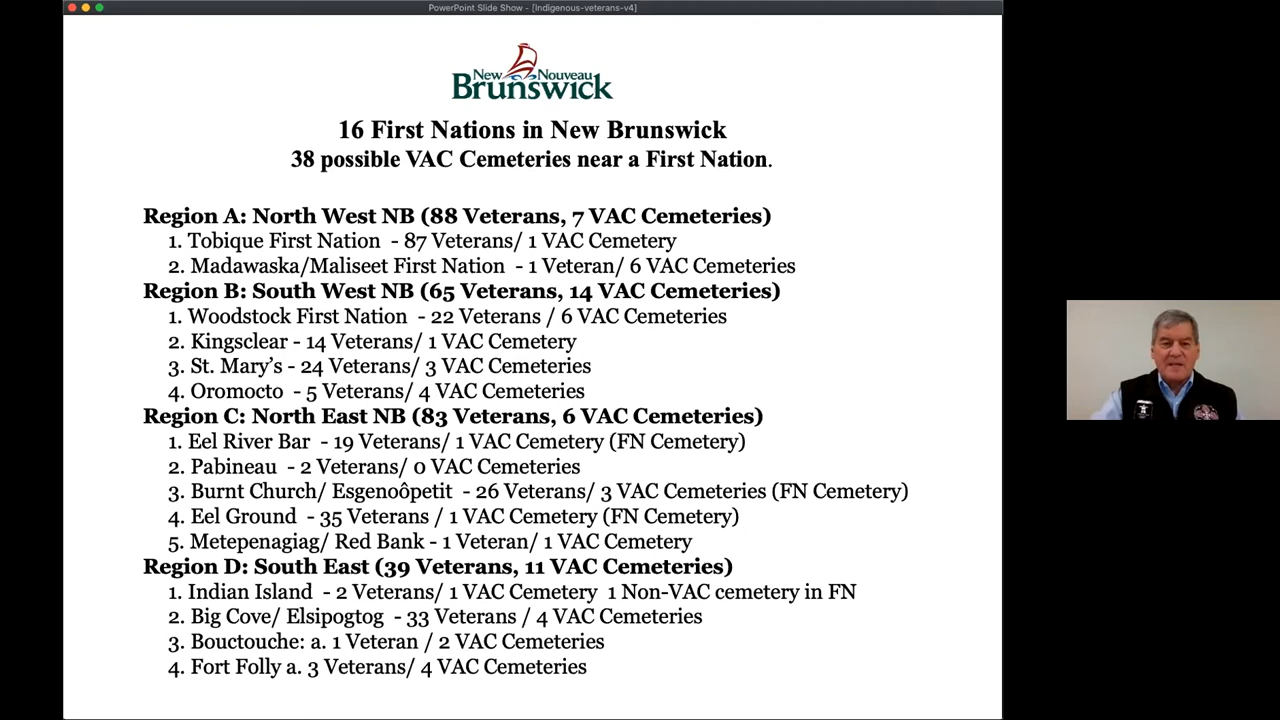 PowerPoint Slide Show - [Indigenous-veterans-v4]
New Nouveau
Brunswick
16 First Nations in New Brunswick
38 possible VAC Cemeteries near a First Nation.
Region A: North West NB (88 Veterans, 7 VAC Cemeteries)
1. Tobique First Nation - 87 Veterans/ 1 VAC Cemetery
2. Madawaska/Maliseet First Nation - 1 Veteran/ 6 VAC Cemeteries
Region B: South West NB (65 Veterans, 14 VAC Cemeteries)
1. Woodstock First Nation - 22 Veterans / 6 VAC Cemeteries
2. Kingsclear - 14 Veterans/ 1 VAC Cemetery
3. St. Mary's - 24 Veterans/ 3 VAC Cemeteries
4. Oromocto - 5 Veterans/ 4 VAC Cemeteries
Region C: North East NB (83 Veterans, 6 VAC Cemeteries)
1. Eel River Bar - 19 Veterans/ 1 VAC Cemetery (FN Cemetery)
2. Pabineau - 2 Veterans/ 0 VAC Cemeteries
3. Burnt Church/ Esgenoôpetit - 26 Veterans/ 3 VAC Cemeteries (FN Cemetery)
4. Eel Ground - 35 Veterans / 1 VAC Cemetery (FN Cemetery)
5. Metepenagiag/ Red Bank - 1 Veteran/ 1 VAC Cemetery
Region D: South East (39 Veterans, 11 VAC Cemeteries)
1. Indian Island - 2 Veterans/ 1 VAC Cemetery 1 Non-VAC cemetery in FN
2. Big Cove/ Elsipogtog - 33 Veterans / 4 VAC Cemeteries
3. Bouctouche: a. 1 Veteran / 2 VAC Cemeteries
4. Fort Folly a. 3 Veterans/ 4 VAC Cemeteries